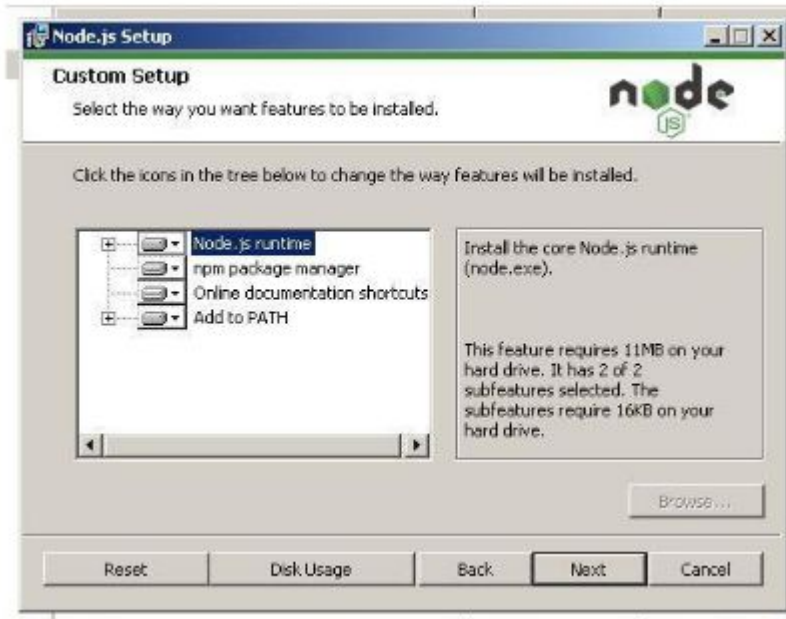 Node.js Setup
Custom Setup
Select the way you want features to be installed.
node
JS
Click the icons in the tree below to change the way features will be installed.
Node.js runtime
npm package manager
Online documentation shortcuts
Add to PATH
Install the core Node.js runtime
(node.exe).
This feature requires 11MB on your
hard drive. It has 2 of 2
subfeatures selected. The
subfeatures require 16KB on your
hard drive.
Browse...
Reset
Disk Usage
Back
Next
Cancel